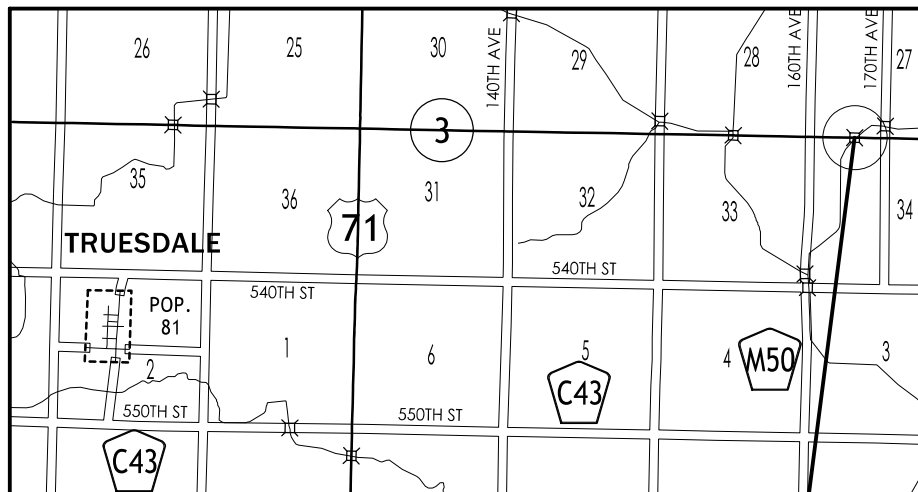 26
25
30
29
28
27
140TH AVE
160TH AVE
170TH AVE
3
35
36
31
32
33
34
71
TRUESDALE
540TH ST
540TH ST
POP.
81
1
6
5
4
3
M50
2
C43
550TH ST
550TH ST
C43